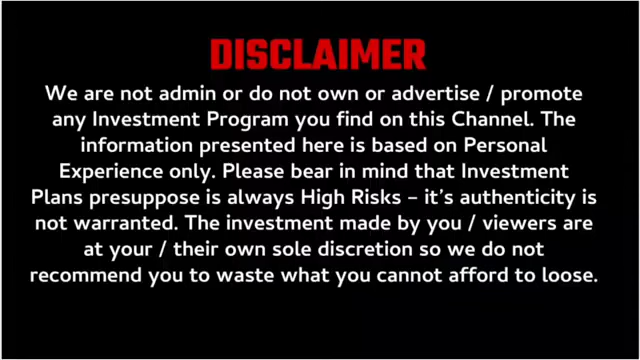 DISCLAIMER
We are not admin or do not own or advertise / promote
any Investment Program you find on this Channel. The
information presented here is based on Personal
Experience only. Please bear in mind that Investment
Plans presuppose is always High Risks – it's authenticity is
not warranted. The investment made by you / viewers are
at your / their own sole discretion so we do not
recommend you to waste what you cannot afford to loose.